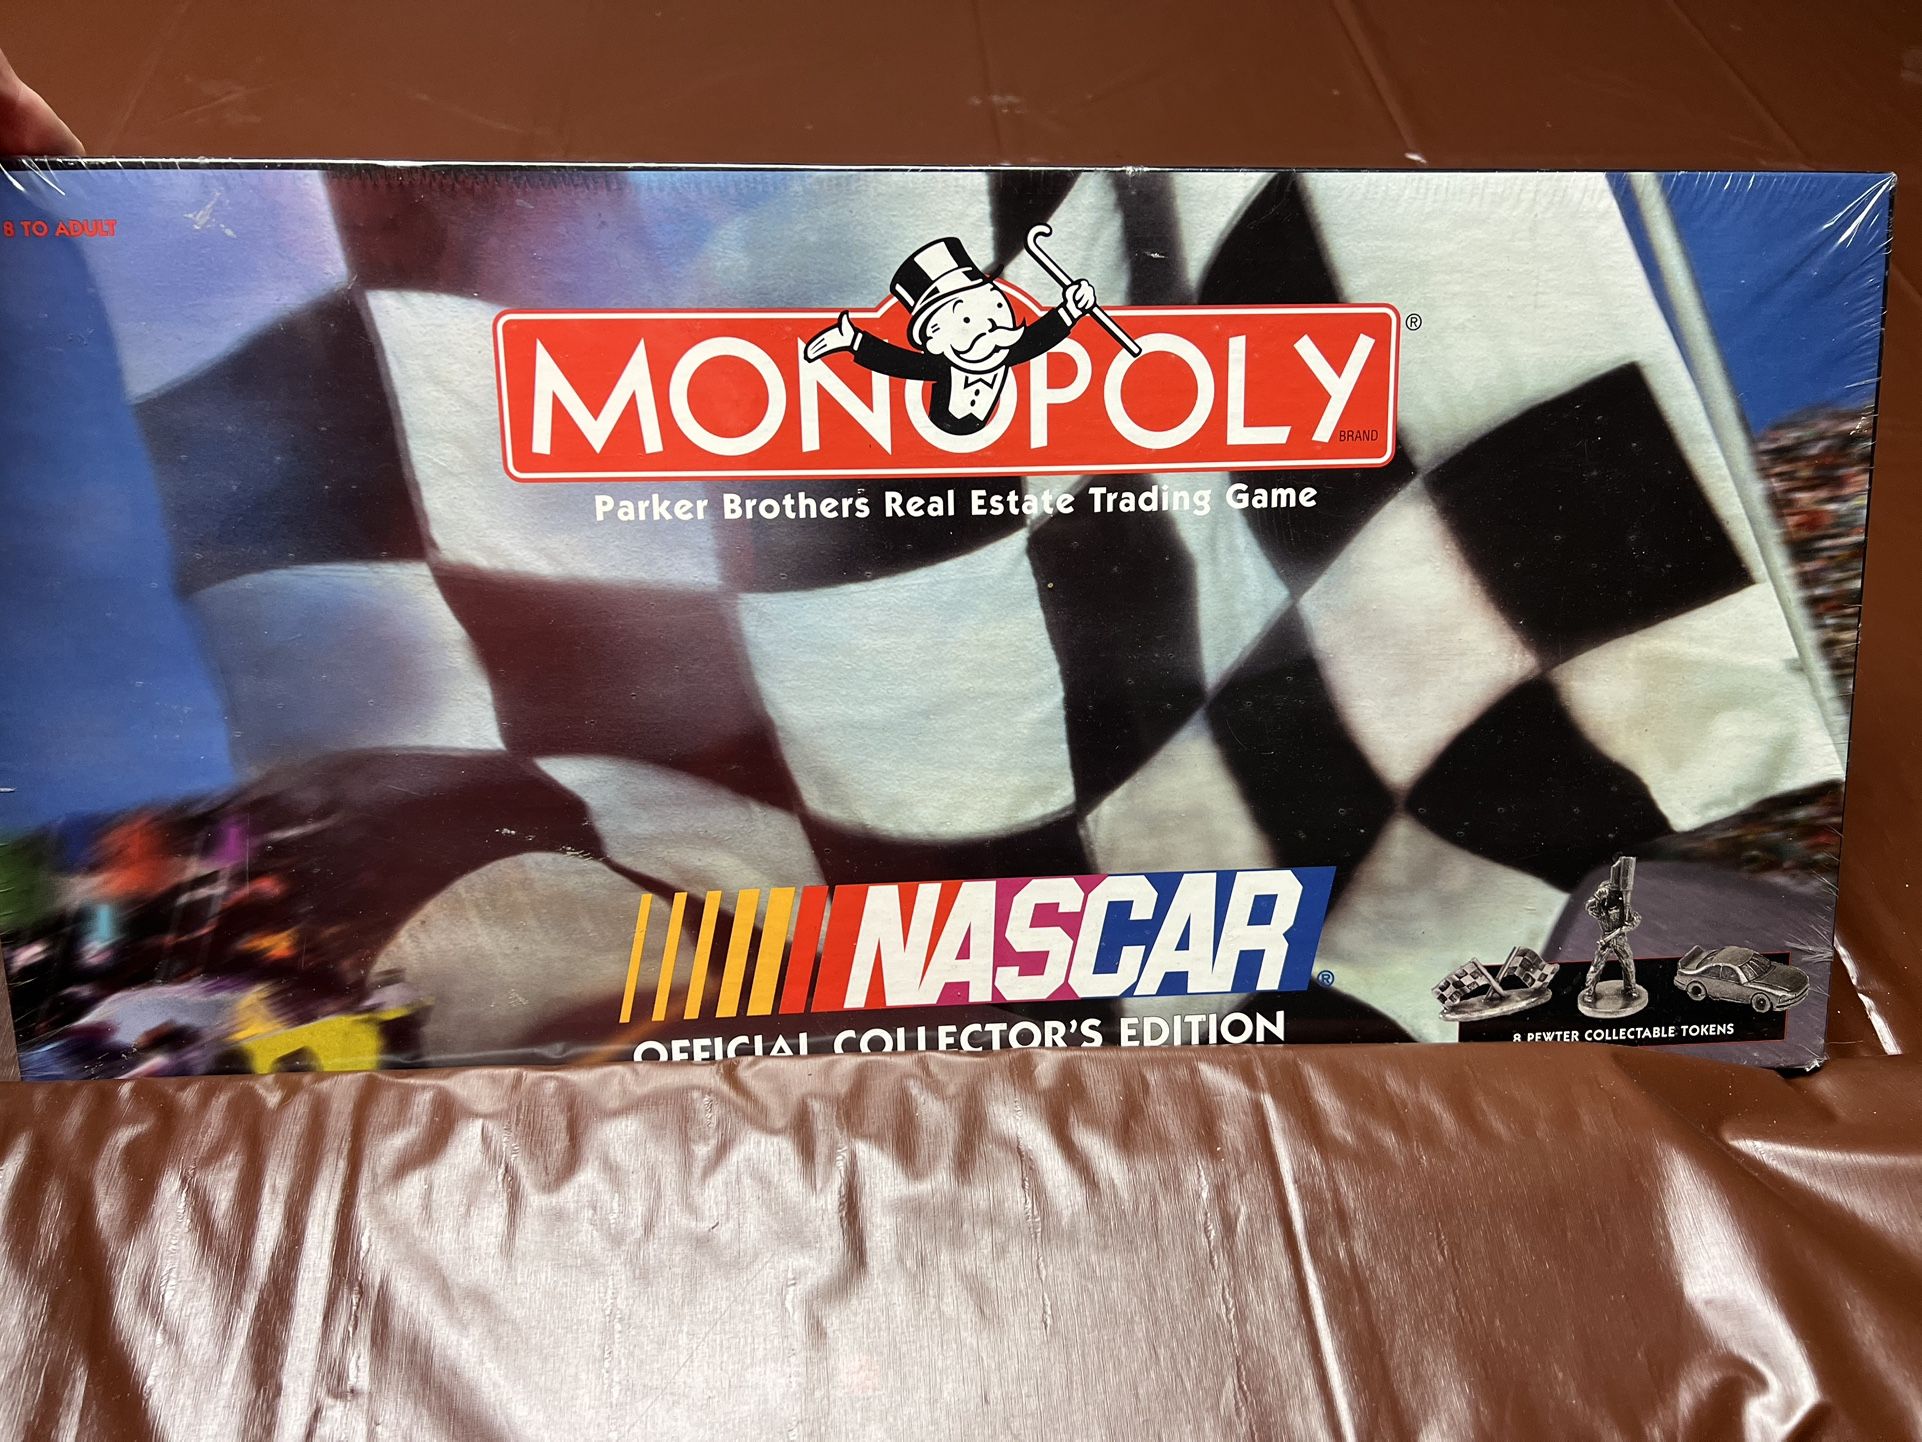 8 TO ADULT
MONOPOLY®
BRAND
Parker Brothers Real Estate Trading Game
NASCAR®
OFFICIAL COLLECTOR'S EDITION
8 PEWTER COLLECTABLE TOKENS